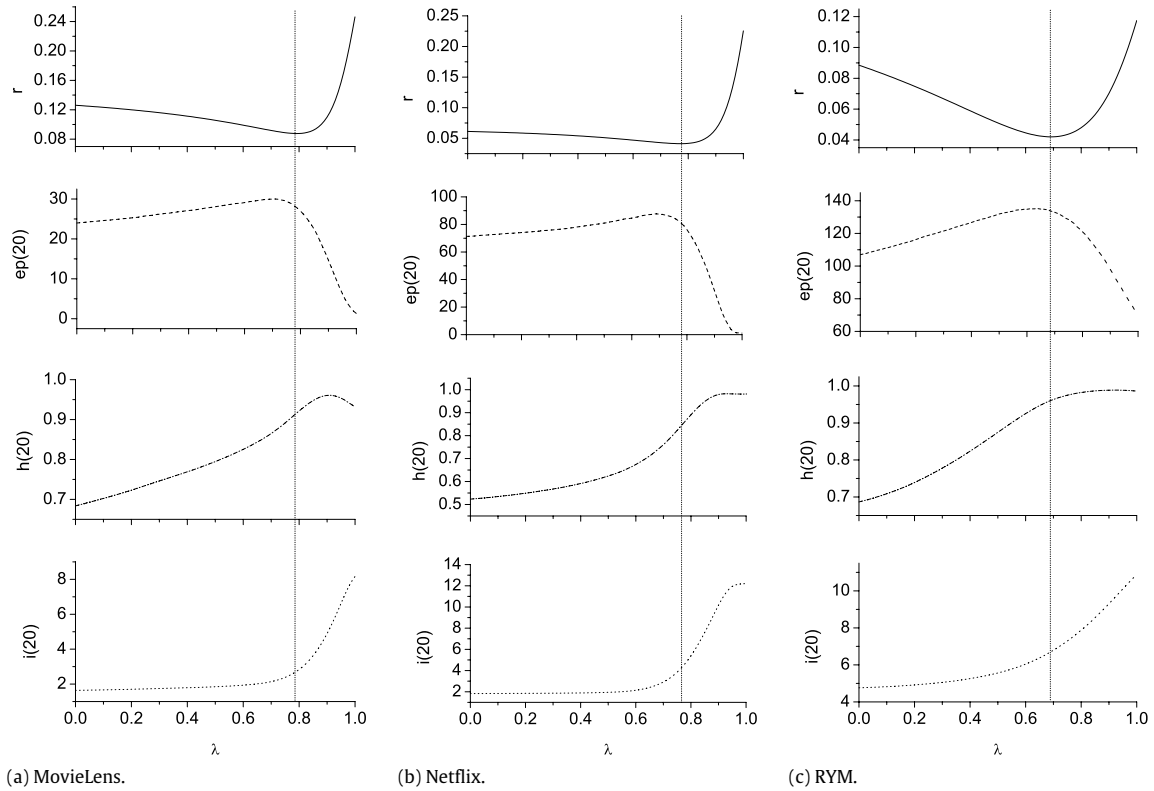 0.24
0.20
0.16
0.12
0.08
r
30
20
10
0
ep(20)
1.0
0.9
0.8
0.7
h(20)
8
6
4
2
i(20)
0.0 0.2 0.4 0.6 0.8 1.0
λ
(a) MovieLens.
0.25
0.20
0.15
0.10
0.05
r
0.0 0.2 0.4 0.6 0.8 1.0
100
80
60
40
20
0
ep(20)
1.0
0.9
0.8
0.7
0.6
0.5
h(20)
14
12
10
8
6
4
2
i(20)
λ
(b) Netflix.
0.12
0.10
0.08
0.06
0.04
r
140
120
100
80
60
ep(20)
1.0
0.9
0.8
0.7
h(20)
10
8
6
4
i(20)
0.0 0.2 0.4 0.6 0.8 1.0
λ
(c) RYM.